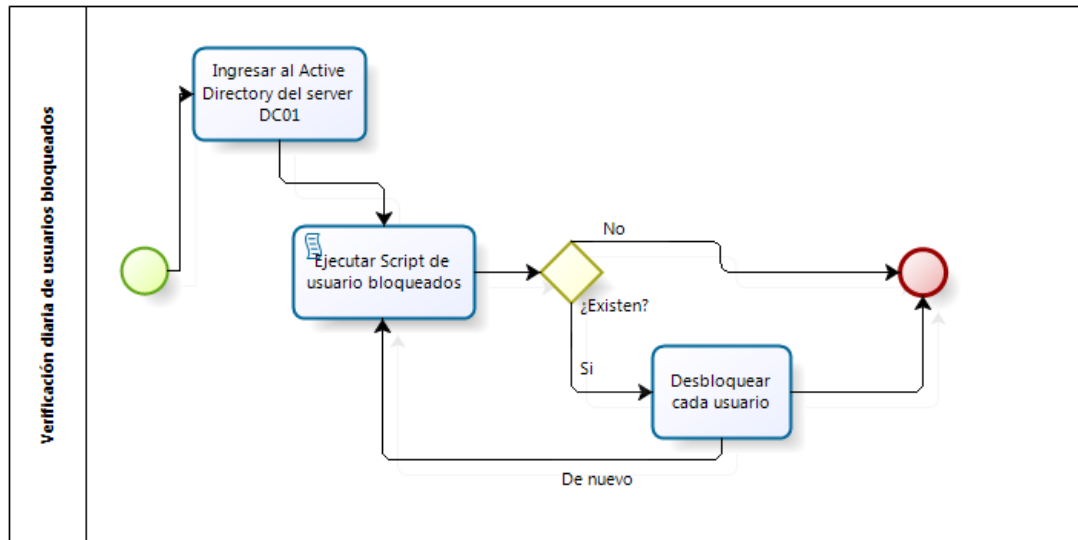 Verificación diaria de usuarios bloqueados
Ingresar al Active
Directory del server
DC01
Ejecutar Script de
usuario bloqueados
No
¿Existen?
Si
Desbloquear
cada usuario
De nuevo